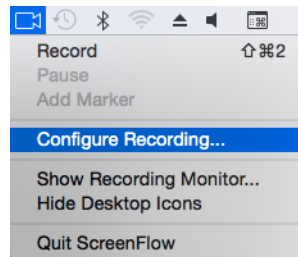 Record ⇧⌘2
Pause
Add Marker
Configure Recording...
Show Recording Monitor...
Hide Desktop Icons
Quit ScreenFlow